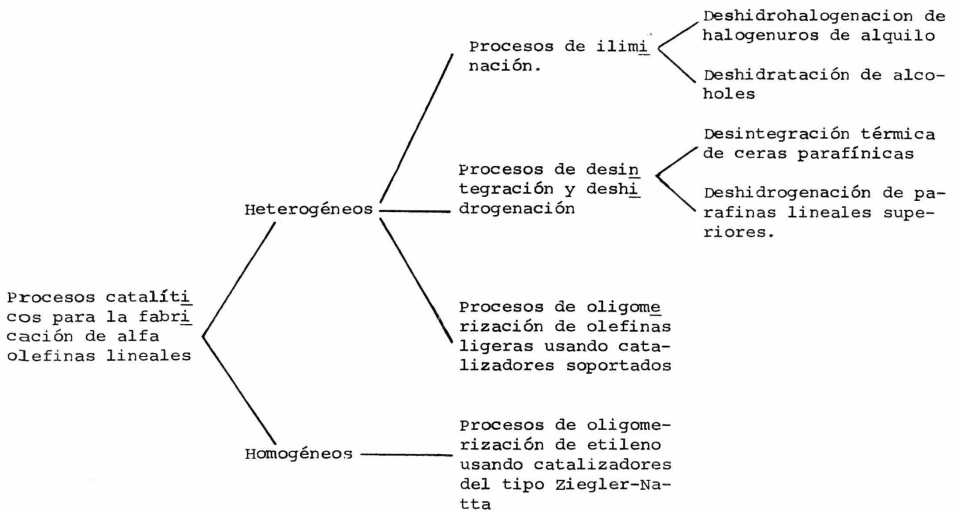 Procesos catalíti
cos para la fabri
cación de alfa
olefinas lineales
Heterogéneos
Procesos de ilimi
nación.
Deshidrohalogenacion de
halogenuros de alquilo
Deshidratación de alco-
holes
Procesos de desin
tegración y deshi
drogenación
Desintegración térmica
de ceras parafínicas
Deshidrogenación de pa-
rafinas lineales supe-
riores.
Procesos de oligome
rización de olefinas
ligeras usando cata-
lizadores soportados
Homogéneos
Procesos de oligome-
rización de etileno
usando catalizadores
del tipo Ziegler-Na-
tta